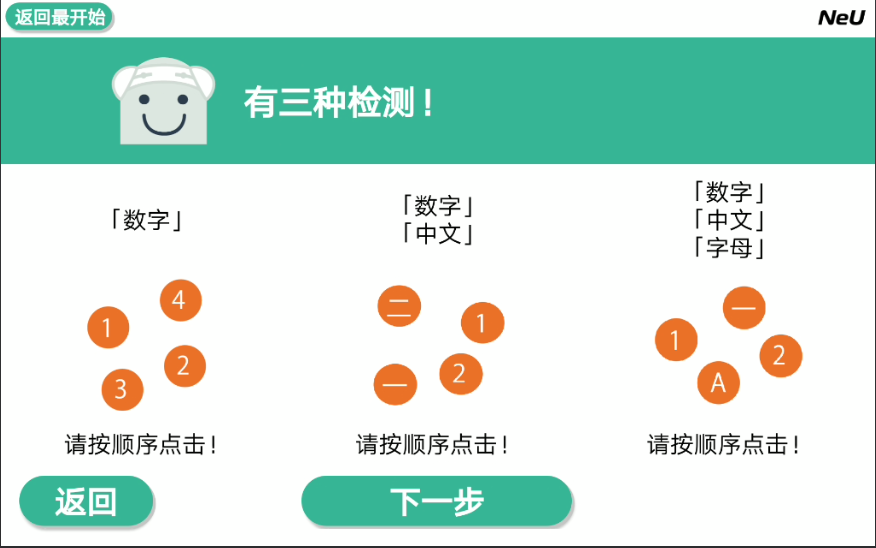 返回最开始
NeU
有三种检测!
「数字」
4
1
2
3
请按顺序点击!
「数字」
「中文」
二
1
2
一
请按顺序点击!
「数字」
「中文」
「字母」
一
1
2
A
请按顺序点击!
返回
下一步